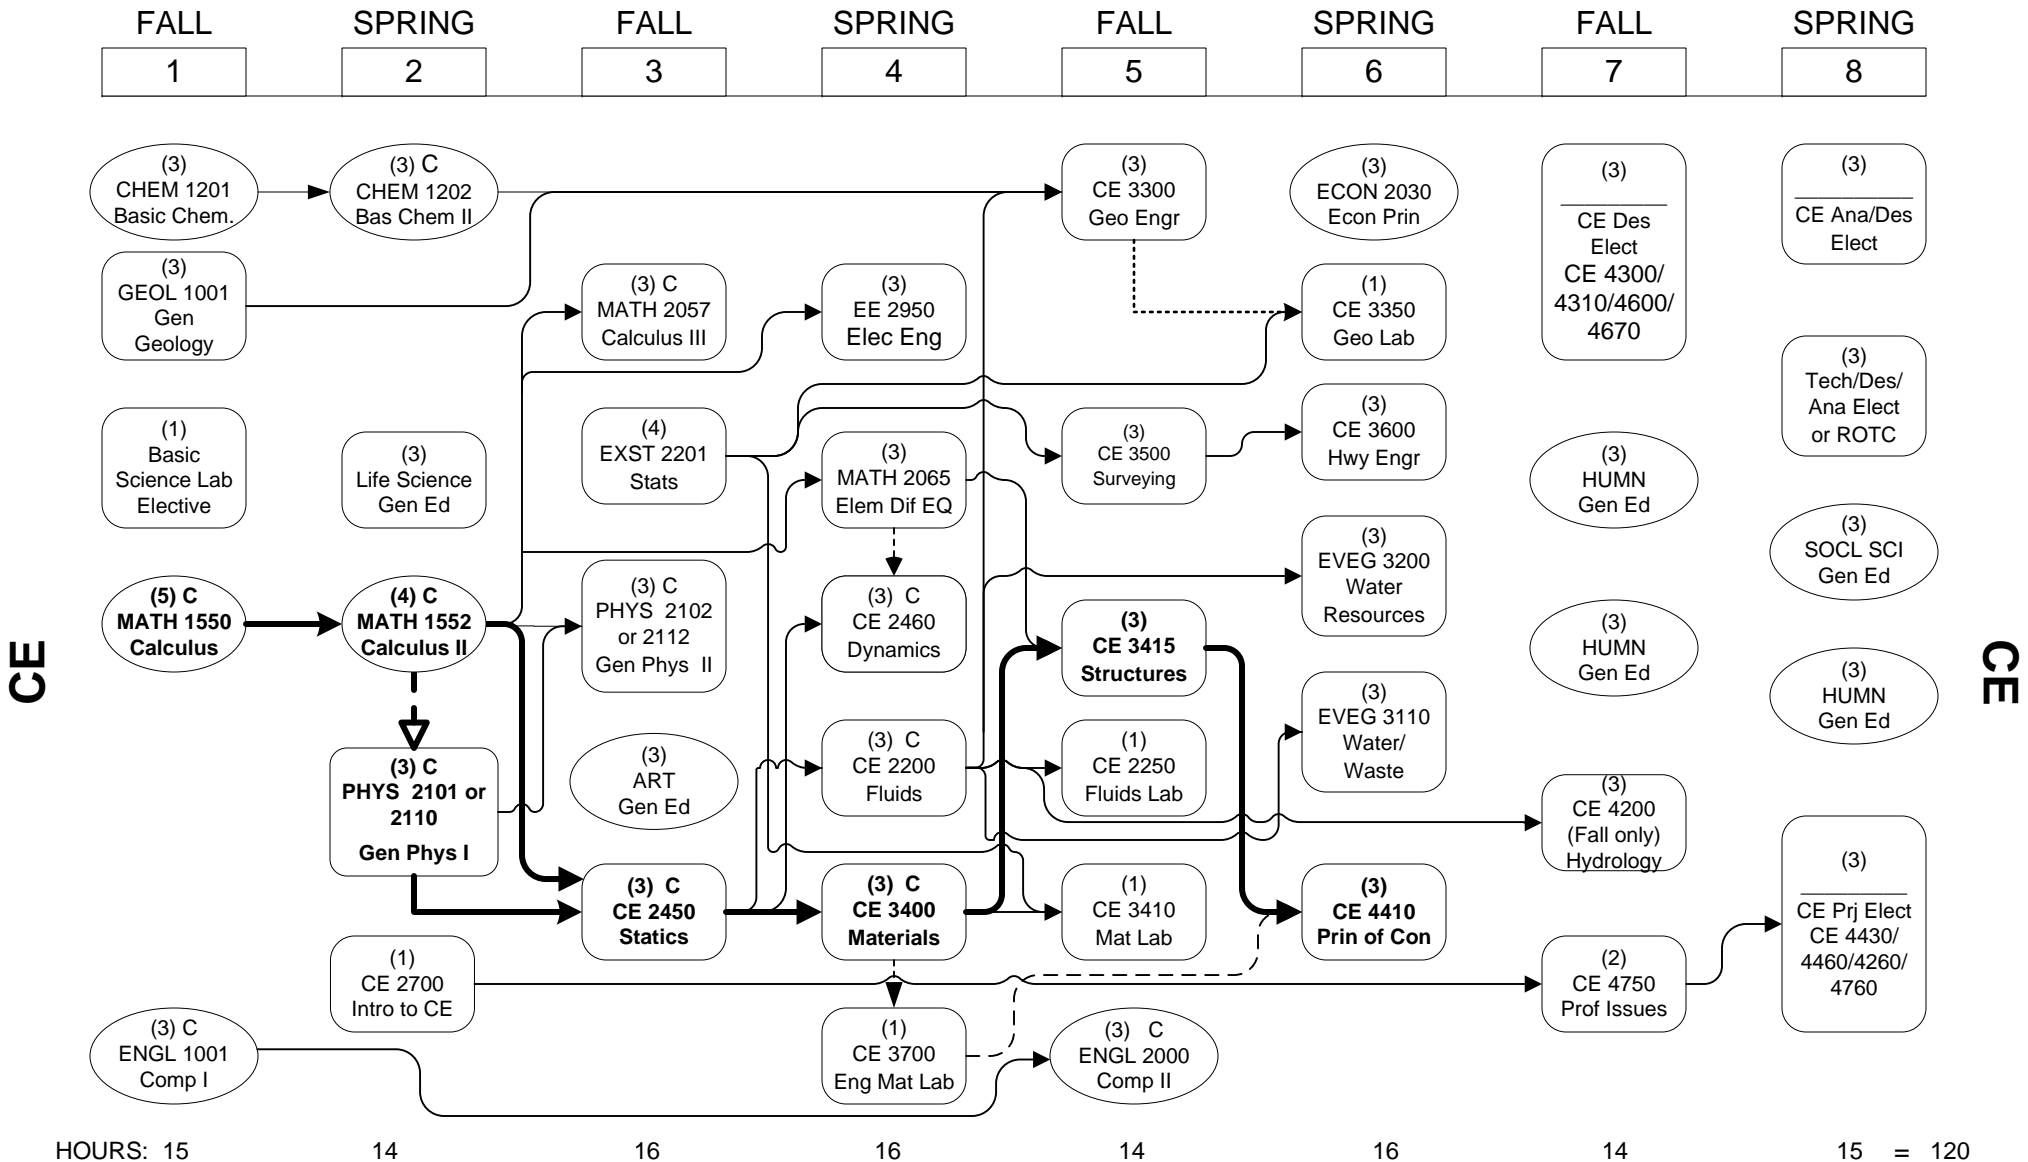 FALL
SPRING
FALL
SPRING
FALL
SPRING
FALL
SPRING
1
2
3
4
5
6
7
8
(3)
CHEM 1201
Basic Chem.
(3)
GEOL 1001
Gen
Geology
(1)
Basic
Science Lab
Elective
(5) C
MATH 1550
Calculus
(3) C
ENGL 1001
Comp I
(3) C
CHEM 1202
Bas Chem II
(3)
Life Science
Gen Ed
(4) C
MATH 1552
Calculus II
(3) C
PHYS 2101 or
2110
Gen Phys I
(1)
CE 2700
Intro to CE
(3) C
MATH 2057
Calculus III
(4)
EXST 2201
Stats
(3) C
PHYS 2102
or 2112
Gen Phys II
(3)
ART
Gen Ed
(3) C
CE 2450
Statics
(3)
EE 2950
Elec Eng
(3)
MATH 2065
Elem Dif EQ
(3) C
CE 2460
Dynamics
(3) C
CE 2200
Fluids
(3) C
CE 3400
Materials
(1)
CE 3700
Eng Mat Lab
(3)
CE 3300
Geo Engr
(3)
CE 3500
Surveying
(3)
CE 3415
Structures
(1)
CE 2250
Fluids Lab
(1)
CE 3410
Mat Lab
(3) C
ENGL 2000
Comp II
(3)
ECON 2030
Econ Prin
(1)
CE 3350
Geo Lab
(3)
CE 3600
Hwy Engr
(3)
EVEG 3200
Water
Resources
(3)
EVEG 3110
Water/
Waste
(3)
CE 4410
Prin of Con
(3)
__________
CE Des
Elect
CE 4300/
4310/4600/
4670
(3)
HUMN
Gen Ed
(3)
HUMN
Gen Ed
(3)
CE 4200
(Fall only)
Hydrology
(2)
CE 4750
Prof Issues
(3)
___________
CE Ana/Des
Elect
(3)
Tech/Des/
Ana Elect
or ROTC
(3)
SOCL SCI
Gen Ed
(3)
HUMN
Gen Ed
(3)
__________
CE Prj Elect
CE 4430/
4460/4260/
4760
CE
CE
HOURS: 15 14 16 16 14 16 14 15 = 120